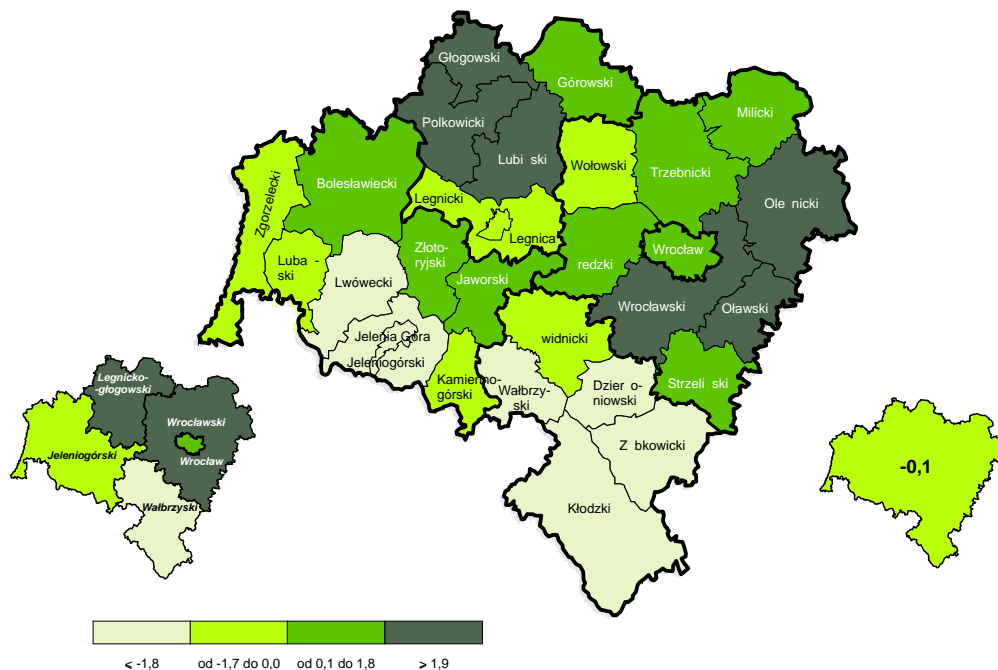 Głogowski
Górowski
Milicki
Polkowicki
Lubi ski
Wołowski
Trzebnicki
Ole nicki
Bolesławiecki
Zgorzelecki
Legnicki
Legnica
Luba -
ski
Złoto-
ryjski
Jaworski
redzki
Wrocław
Lwówecki
Wrocławski
Oławski
Jelenia Góra
Jeleniogórski
widnicki
Kamienno-
górski
Wałbrzy-
ski
Dzier o-
niowski
Strzeli ski
Z bkowicki
Kłodzki
Legnicko-
-głogowski
Wrocławski
Jeleniogórski
Wrocław
Wałbrzyski
-0,1
< -1,8
od -1,7 do 0,0
od 0,1 do 1,8
> 1,9